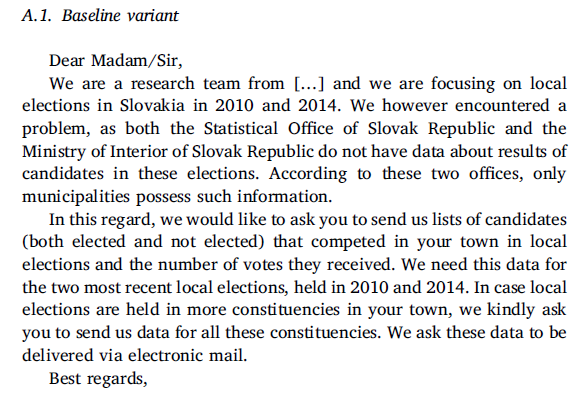 A.1. Baseline variant
Dear Madam/Sir,
We are a research team from [...] and we are focusing on local
elections in Slovakia in 2010 and 2014. We however encountered a
problem, as both the Statistical Office of Slovak Republic and the
Ministry of Interior of Slovak Republic do not have data about results of
candidates in these elections. According to these two offices, only
municipalities possess such information.
In this regard, we would like to ask you to send us lists of candidates
(both elected and not elected) that competed in your town in local
elections and the number of votes they received. We need this data for
the two most recent local elections, held in 2010 and 2014. In case local
elections are held in more constituencies in your town, we kindly ask
you to send us data for all these constituencies. We ask these data to be
delivered via electronic mail.
Best regards,